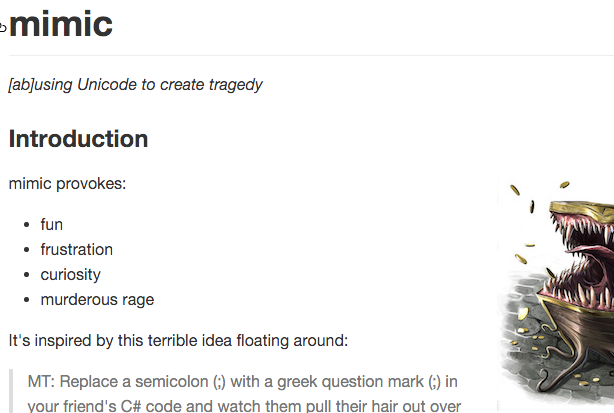 mimic
[ab]using Unicode to create tragedy
Introduction
mimic provokes:
fun
frustration
curiosity
murderous rage
It's inspired by this terrible idea floating around:
MT: Replace a semicolon (;) with a greek question mark (;) in
your friend's C# code and watch them pull their hair out over